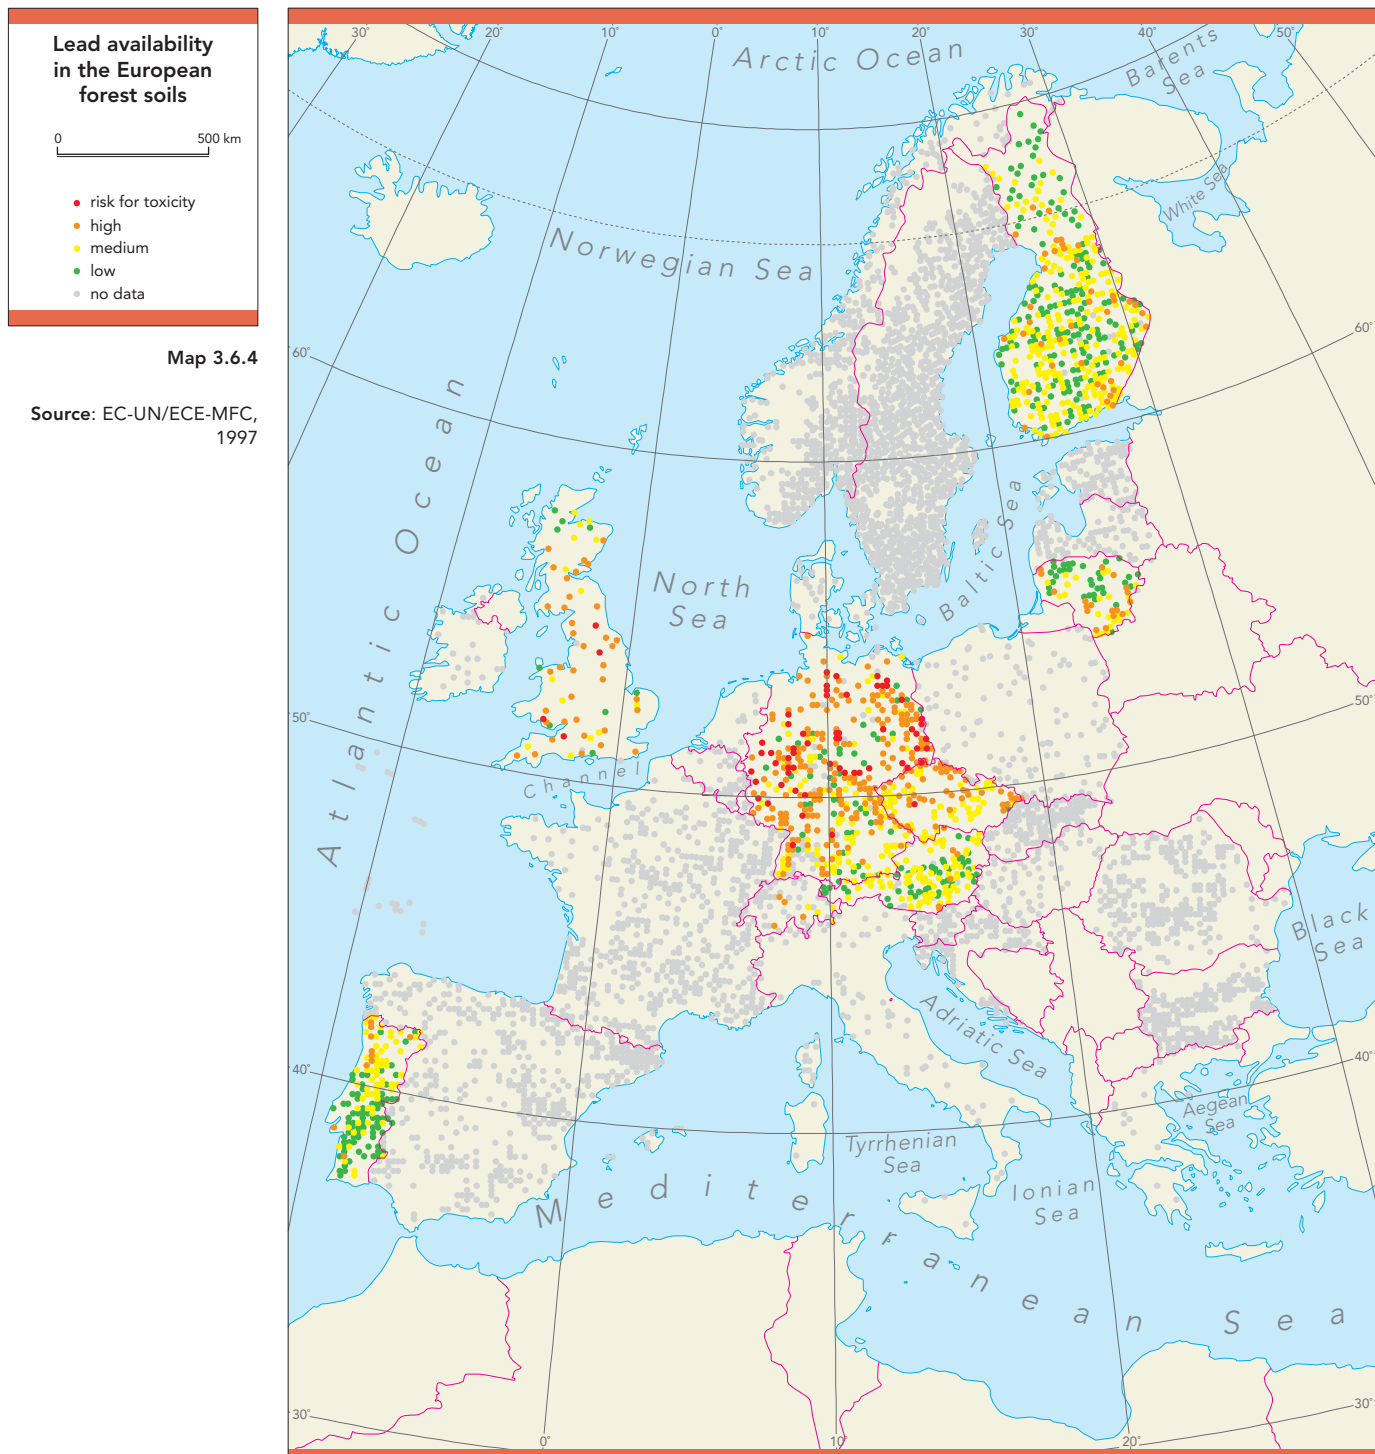 Lead availability
in the European
forest soils
0 500 km
risk for toxicity
high
medium
low
no data
Map 3.6.4
Source: EC-UN/ECE-MFC,
1997
30° 20° 10° 0° 10° 20° 30° 40° 50°
Arctic Ocean
Barents
Sea
White Sea
Norwegian Sea
60°
60°
Atlantic Ocean
North
Sea
Baltic Sea
50°
50°
Channel
Black
Sea
Adriatic Sea
40°
40°
Aegean
Sea
Tyrrhenian
Sea
Ionian
Sea
Mediterranean Sea
30°
30°
0° 10° 20°